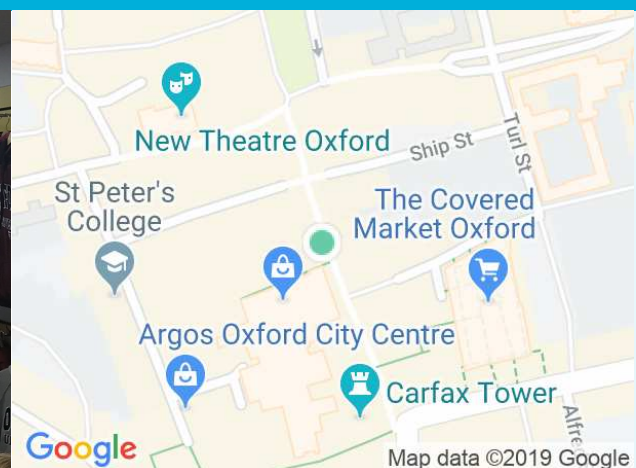 New Theatre Oxford
Ship St
Turl St
St Peter's
College
The Covered
Market Oxford
Argos Oxford City Centre
Carfax Tower
Alfre
Google
Map data ©2019 Google